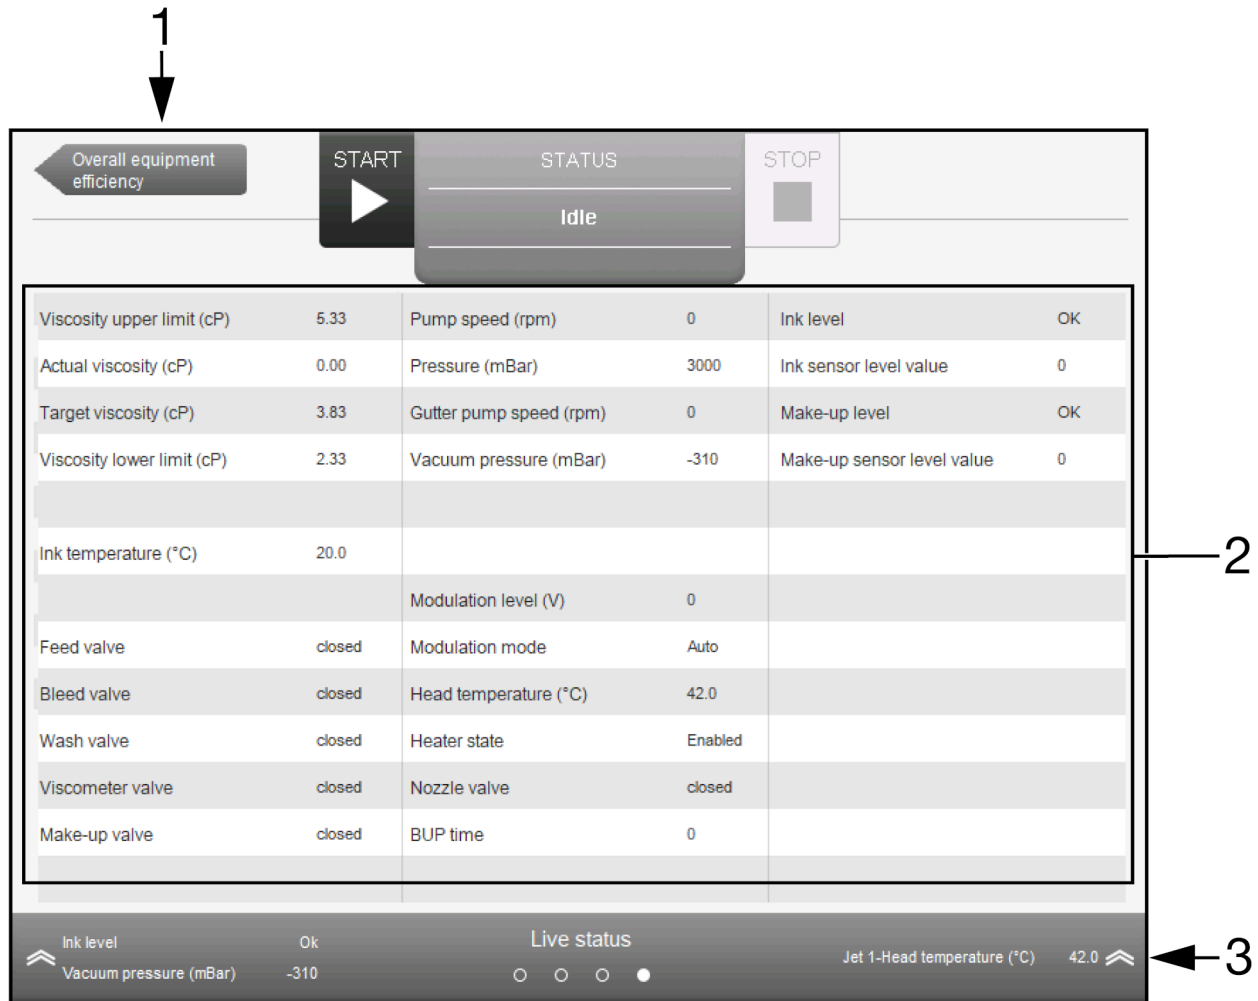 1
Overall equipment
efficiency
START
STATUS
Idle
STOP
Viscosity upper limit (cP) 5.33 Pump speed (rpm) 0 Ink level OK
Actual viscosity (cP) 0.00 Pressure (mBar) 3000 Ink sensor level value 0
Target viscosity (cP) 3.83 Gutter pump speed (rpm) 0 Make-up level OK
Viscosity lower limit (cP) 2.33 Vacuum pressure (mBar) -310 Make-up sensor level value 0
Ink temperature (°C) 20.0
2
Modulation level (V) 0
Feed valve closed Modulation mode Auto
Bleed valve closed Head temperature (°C) 42.0
Wash valve closed Heater state Enabled
Viscometer valve closed Nozzle valve closed
Make-up valve closed BUP time 0
Ink level Ok
Vacuum pressure (mBar) -310
Live status
Jet 1-Head temperature (°C) 42.0
3